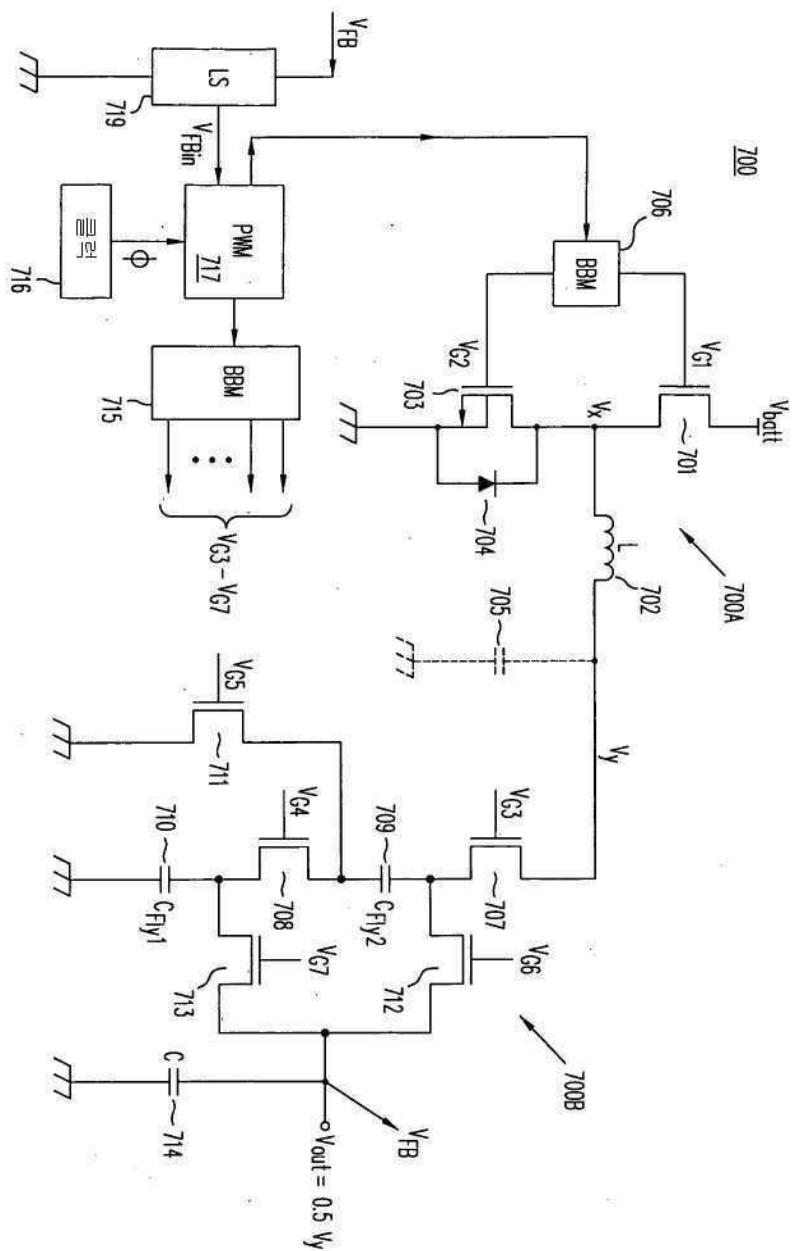 700
V_batt
V_G1
701
706
BBM
V_G2
703
V_x
704
L
702
700A
705
V_y
V_FB
LS
719
V_FBin
PWM
717
클럭
Φ
716
BBM
715
V_G3 – V_G7
V_G5
711
V_G3
707
V_G6
712
700B
709
C_Fly2
V_G4
708
V_G7
713
710
C_Fly1
C
714
V_FB
V_out = 0.5 V_y